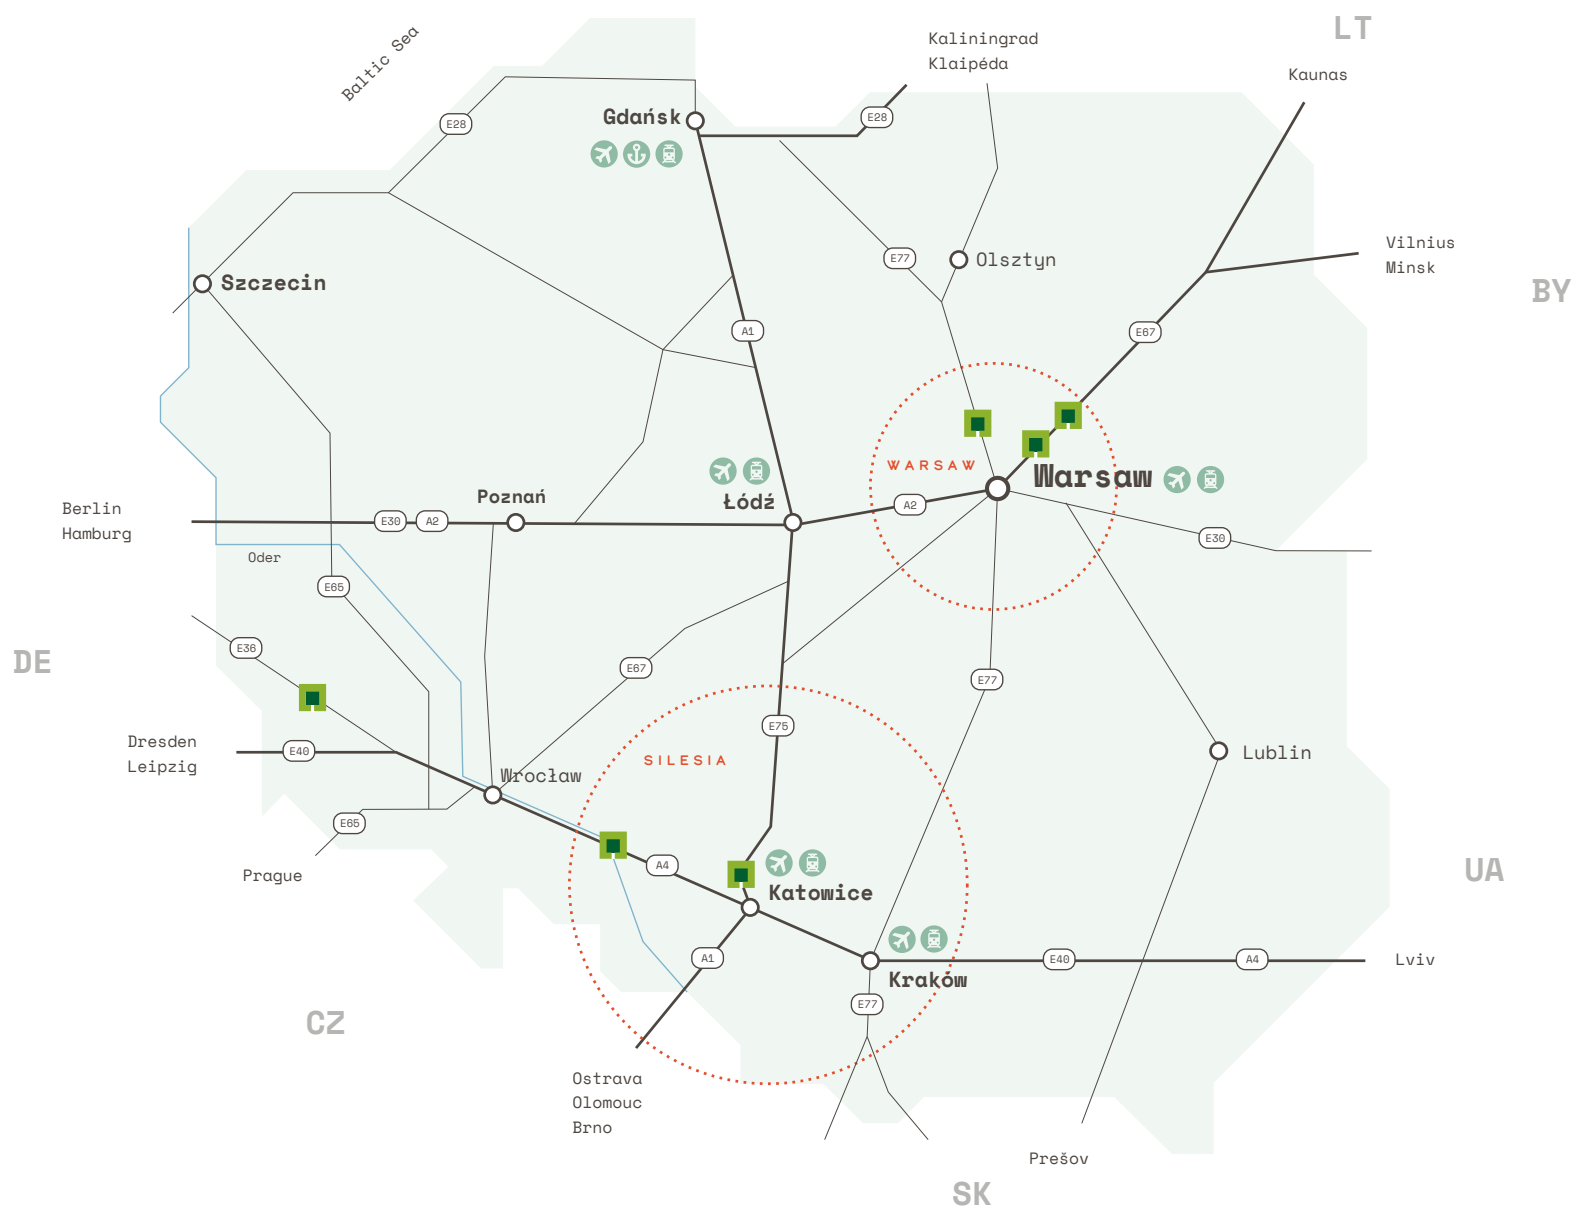 LT
Baltic Sea
Kaliningrad
Klaipéda
Kaunas
Gdańsk
E28
E28
Vilnius
Minsk
E77
Olsztyn
BY
Szczecin
A1
E67
WARSAW
Warsaw
Poznań
Łódź
A2
Berlin
Hamburg
E30
A2
E30
Oder
E65
E36
DE
E67
E77
E75
Dresden
Leipzig
E40
SILESIA
Wrocław
Lublin
E65
Prague
A4
Katowice
UA
A1
Kraków
E40
A4
Lviv
E77
CZ
Ostrava
Olomouc
Brno
Prešov
SK